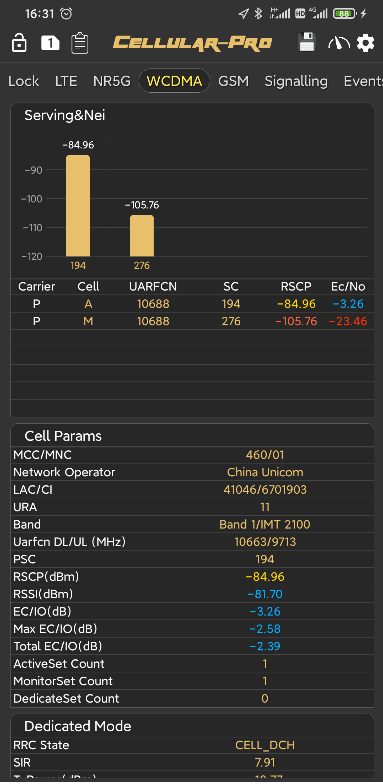 16:31 H+ HD 4G 88
1 CELLULAR-PRO
Lock LTE NR5G WCDMA GSM Signalling Events
Serving&Nei
-84.96
-90
-100
-105.76
-110
-120
194 276
Carrier Cell UARFCN SC RSCP Ec/No
P A 10688 194 -84.96 -3.26
P M 10688 276 -105.76 -23.46
Cell Params
MCC/MNC 460/01
Network Operator China Unicom
LAC/CI 41046/6701903
URA 11
Band Band 1/IMT 2100
Uarfcn DL/UL (MHz) 10663/9713
PSC 194
RSCP(dBm) -84.96
RSSI(dBm) -81.70
EC/IO(dB) -3.26
Max EC/IO(dB) -2.58
Total EC/IO(dB) -2.39
ActiveSet Count 1
MonitorSet Count 1
DedicateSet Count 0
Dedicated Mode
RRC State CELL_DCH
SIR 7.91